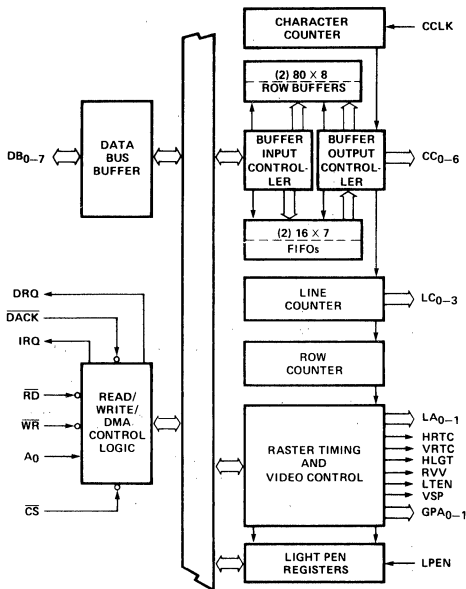 CHARACTER
COUNTER
CCLK
(2) 80 X 8
ROW BUFFERS
DB0–7
DATA
BUS
BUFFER
BUFFER
INPUT
CONTROL-
LER
BUFFER
OUTPUT
CONTROL-
LER
CC0–6
(2) 16 X 7
FIFOs
LINE
COUNTER
LC0–3
ROW
COUNTER
DRQ
DACK
IRQ
RD
WR
A0
CS
READ/
WRITE/
DMA
CONTROL
LOGIC
RASTER TIMING
AND
VIDEO CONTROL
LA0–1
HRTC
VRTC
HLGT
RVV
LTEN
VSP
GPA0–1
LIGHT PEN
REGISTERS
LPEN